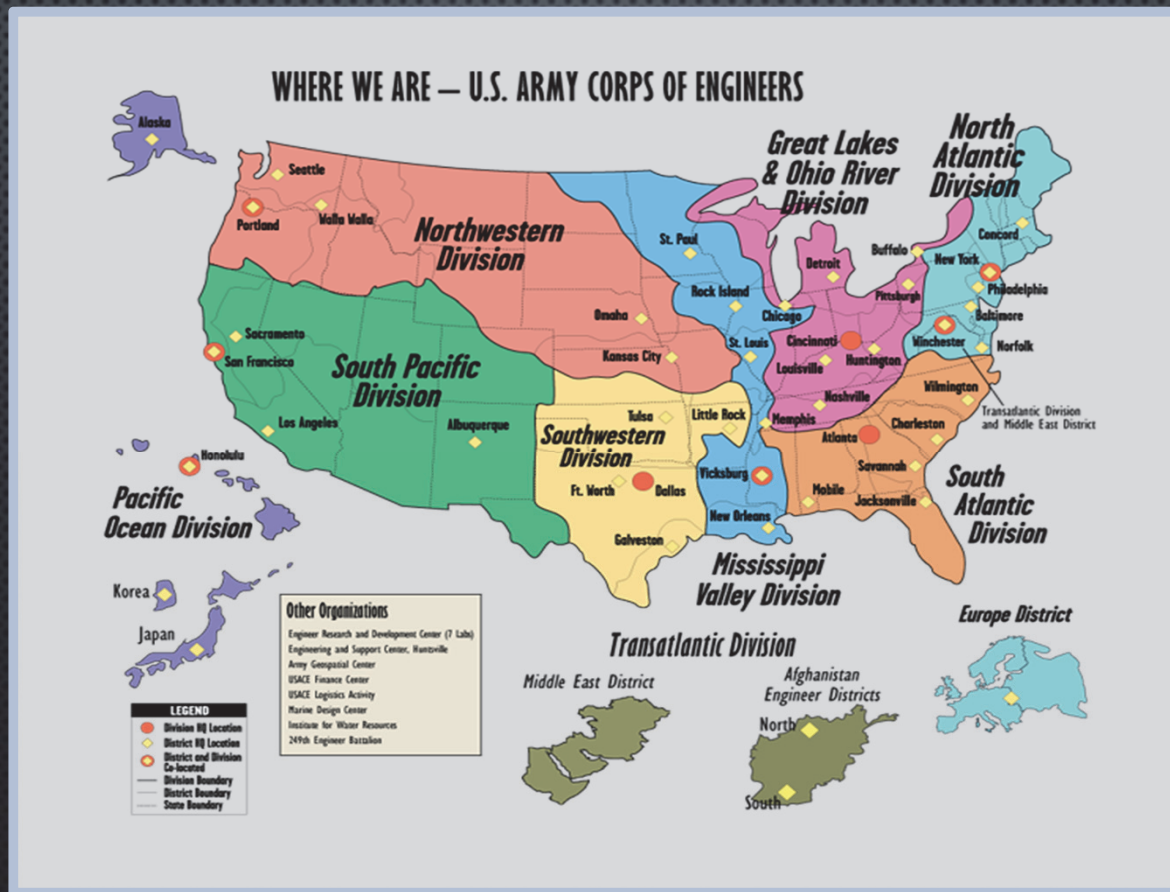 WHERE WE ARE — U.S. ARMY CORPS OF ENGINEERS
Alaska
Great Lakes
& Ohio River
Division
North
Atlantic
Division
Seattle
Portland
Walla Walla
Northwestern
Division
St. Paul
Detroit
Buffalo
Concord
New York
Rock Island
Chicago
Pittsburgh
Philadelphia
Baltimore
Omaha
Sacramento
San Francisco
St. Louis
Cincinnati
Winchester
Norfolk
Kansas City
Louisville
Huntington
South Pacific
Division
Los Angeles
Albuquerque
Tulsa
Little Rock
Nashville
Memphis
Wilmington
Transatlantic Division
and Middle East District
Southwestern
Division
Atlanta
Charleston
Honolulu
Vicksburg
Savannah
Ft. Worth
Dallas
Mobile
Jacksonville
New Orleans
Galveston
Pacific
Ocean Division
South
Atlantic
Division
Mississippi
Valley Division
Korea
Japan
Other Organizations
Engineer Research and Development Center (7 Labs)
Engineering and Support Center, Huntsville
Army Geospatial Center
USACE Finance Center
USACE Logistics Activity
Marine Design Center
Institute for Water Resources
249th Engineer Battalion
Transatlantic Division
Middle East District
Afghanistan
Engineer Districts
North
South
Europe District
LEGEND
Division HQ Location
District HQ Location
District and Division
Co-located
Division Boundary
District Boundary
State Boundary